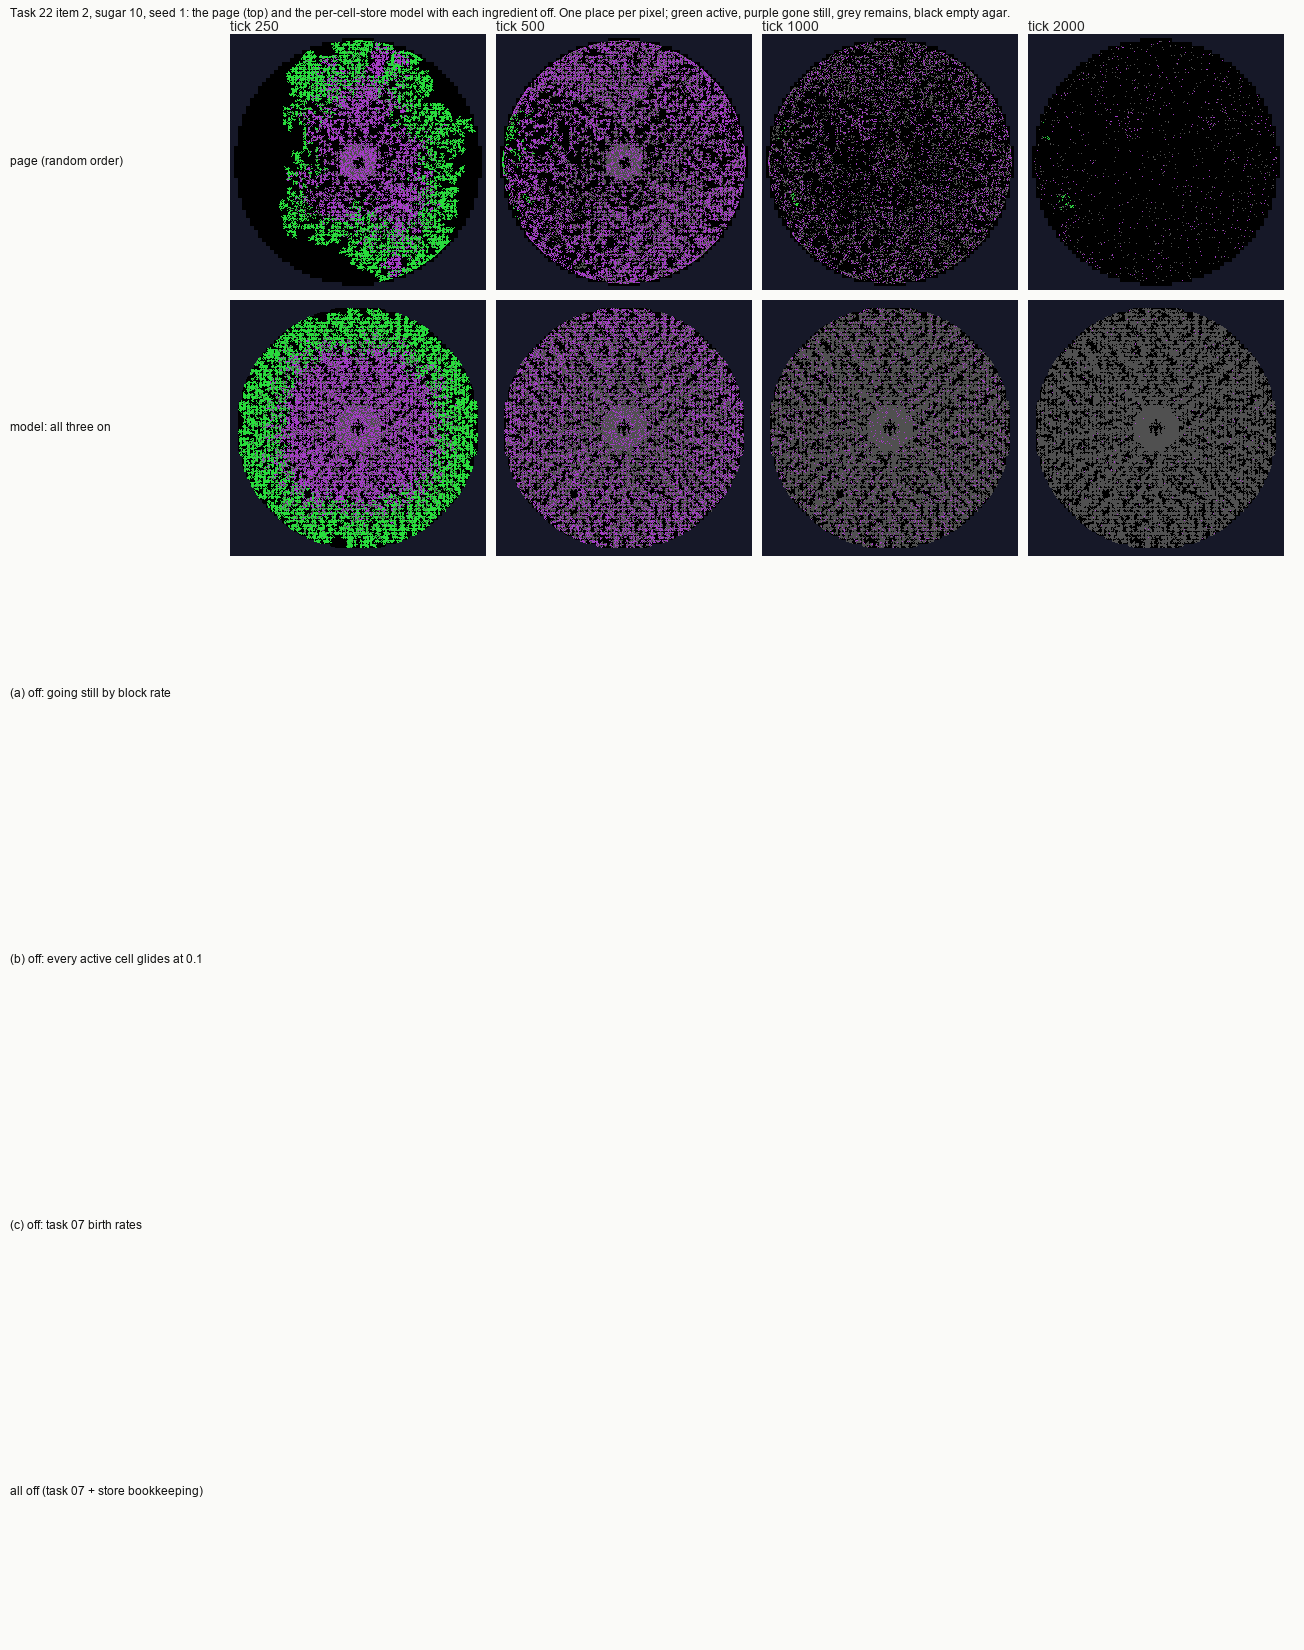 Task 22 item 2, sugar 10, seed 1: the page (top) and the per-cell-store model with each ingredient off. One place per pixel; green active, purple gone still, grey remains, black empty agar.
tick 250 tick 500 tick 1000 tick 2000
page (random order)
model: all three on
(a) off: going still by block rate
(b) off: every active cell glides at 0.1
(c) off: task 07 birth rates
all off (task 07 + store bookkeeping)